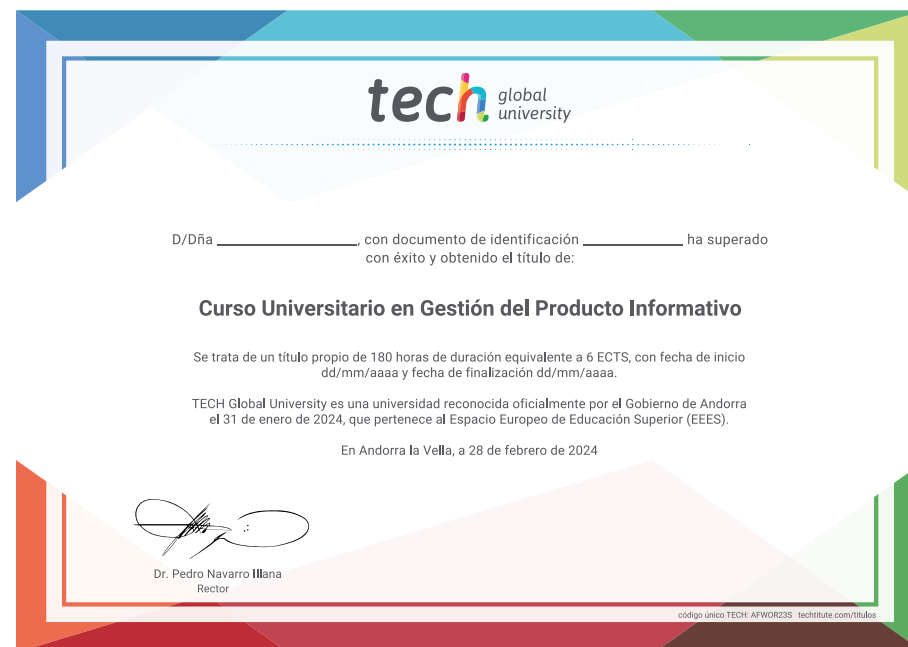 tech global university
D/Dña ____________, con documento de identificación ____________ ha superado
con éxito y obtenido el título de:
Curso Universitario en Gestión del Producto Informativo
Se trata de un título propio de 180 horas de duración equivalente a 6 ECTS, con fecha de inicio
dd/mm/aaaa y fecha de finalización dd/mm/aaaa.
TECH Global University es una universidad reconocida oficialmente por el Gobierno de Andorra
el 31 de enero de 2024, que pertenece al Espacio Europeo de Educación Superior (EEES).
En Andorra la Vella, a 28 de febrero de 2024
Dr. Pedro Navarro Illana
Rector
código único TECH: AFWOR23S techtitute.com/titulos